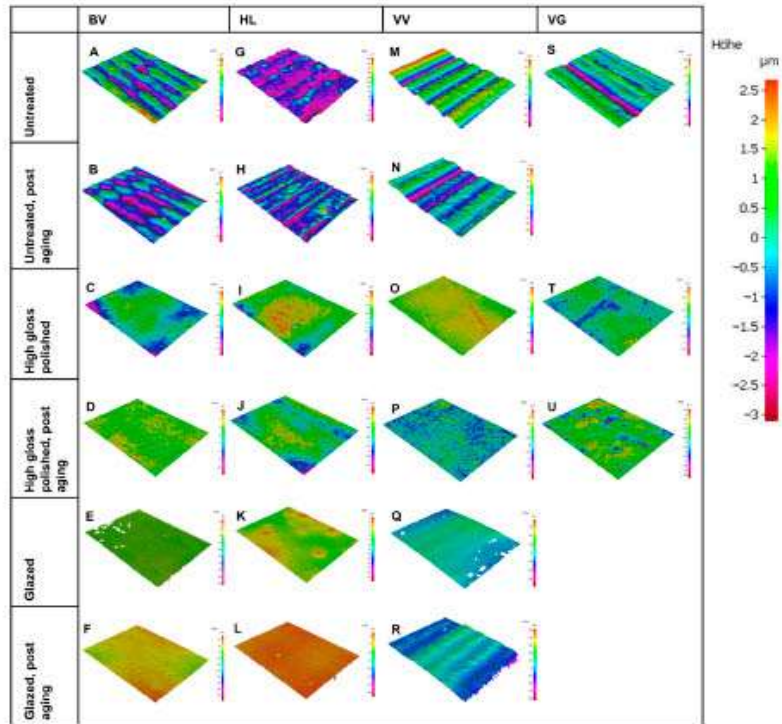 BV HL VV VG
Untreated
A G M S
Höhe
µm
2.5
2
1.5
1
0.5
0
−0.5
−1
−1.5
−2
−2.5
−3
Untreated, post
aging
B H N
High gloss
polished
C I O T
High gloss
polished, post
aging
D J P U
Glazed
E K Q
Glazed, post
aging
F L R